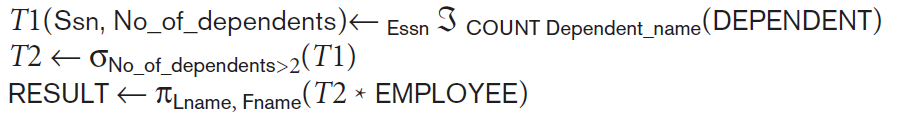 T1(Ssn, No_of_dependents)← Essn ℑ COUNT Dependent_name(DEPENDENT)
T2 ← σNo_of_dependents>2(T1)
RESULT ← πLname, Fname(T2 * EMPLOYEE)